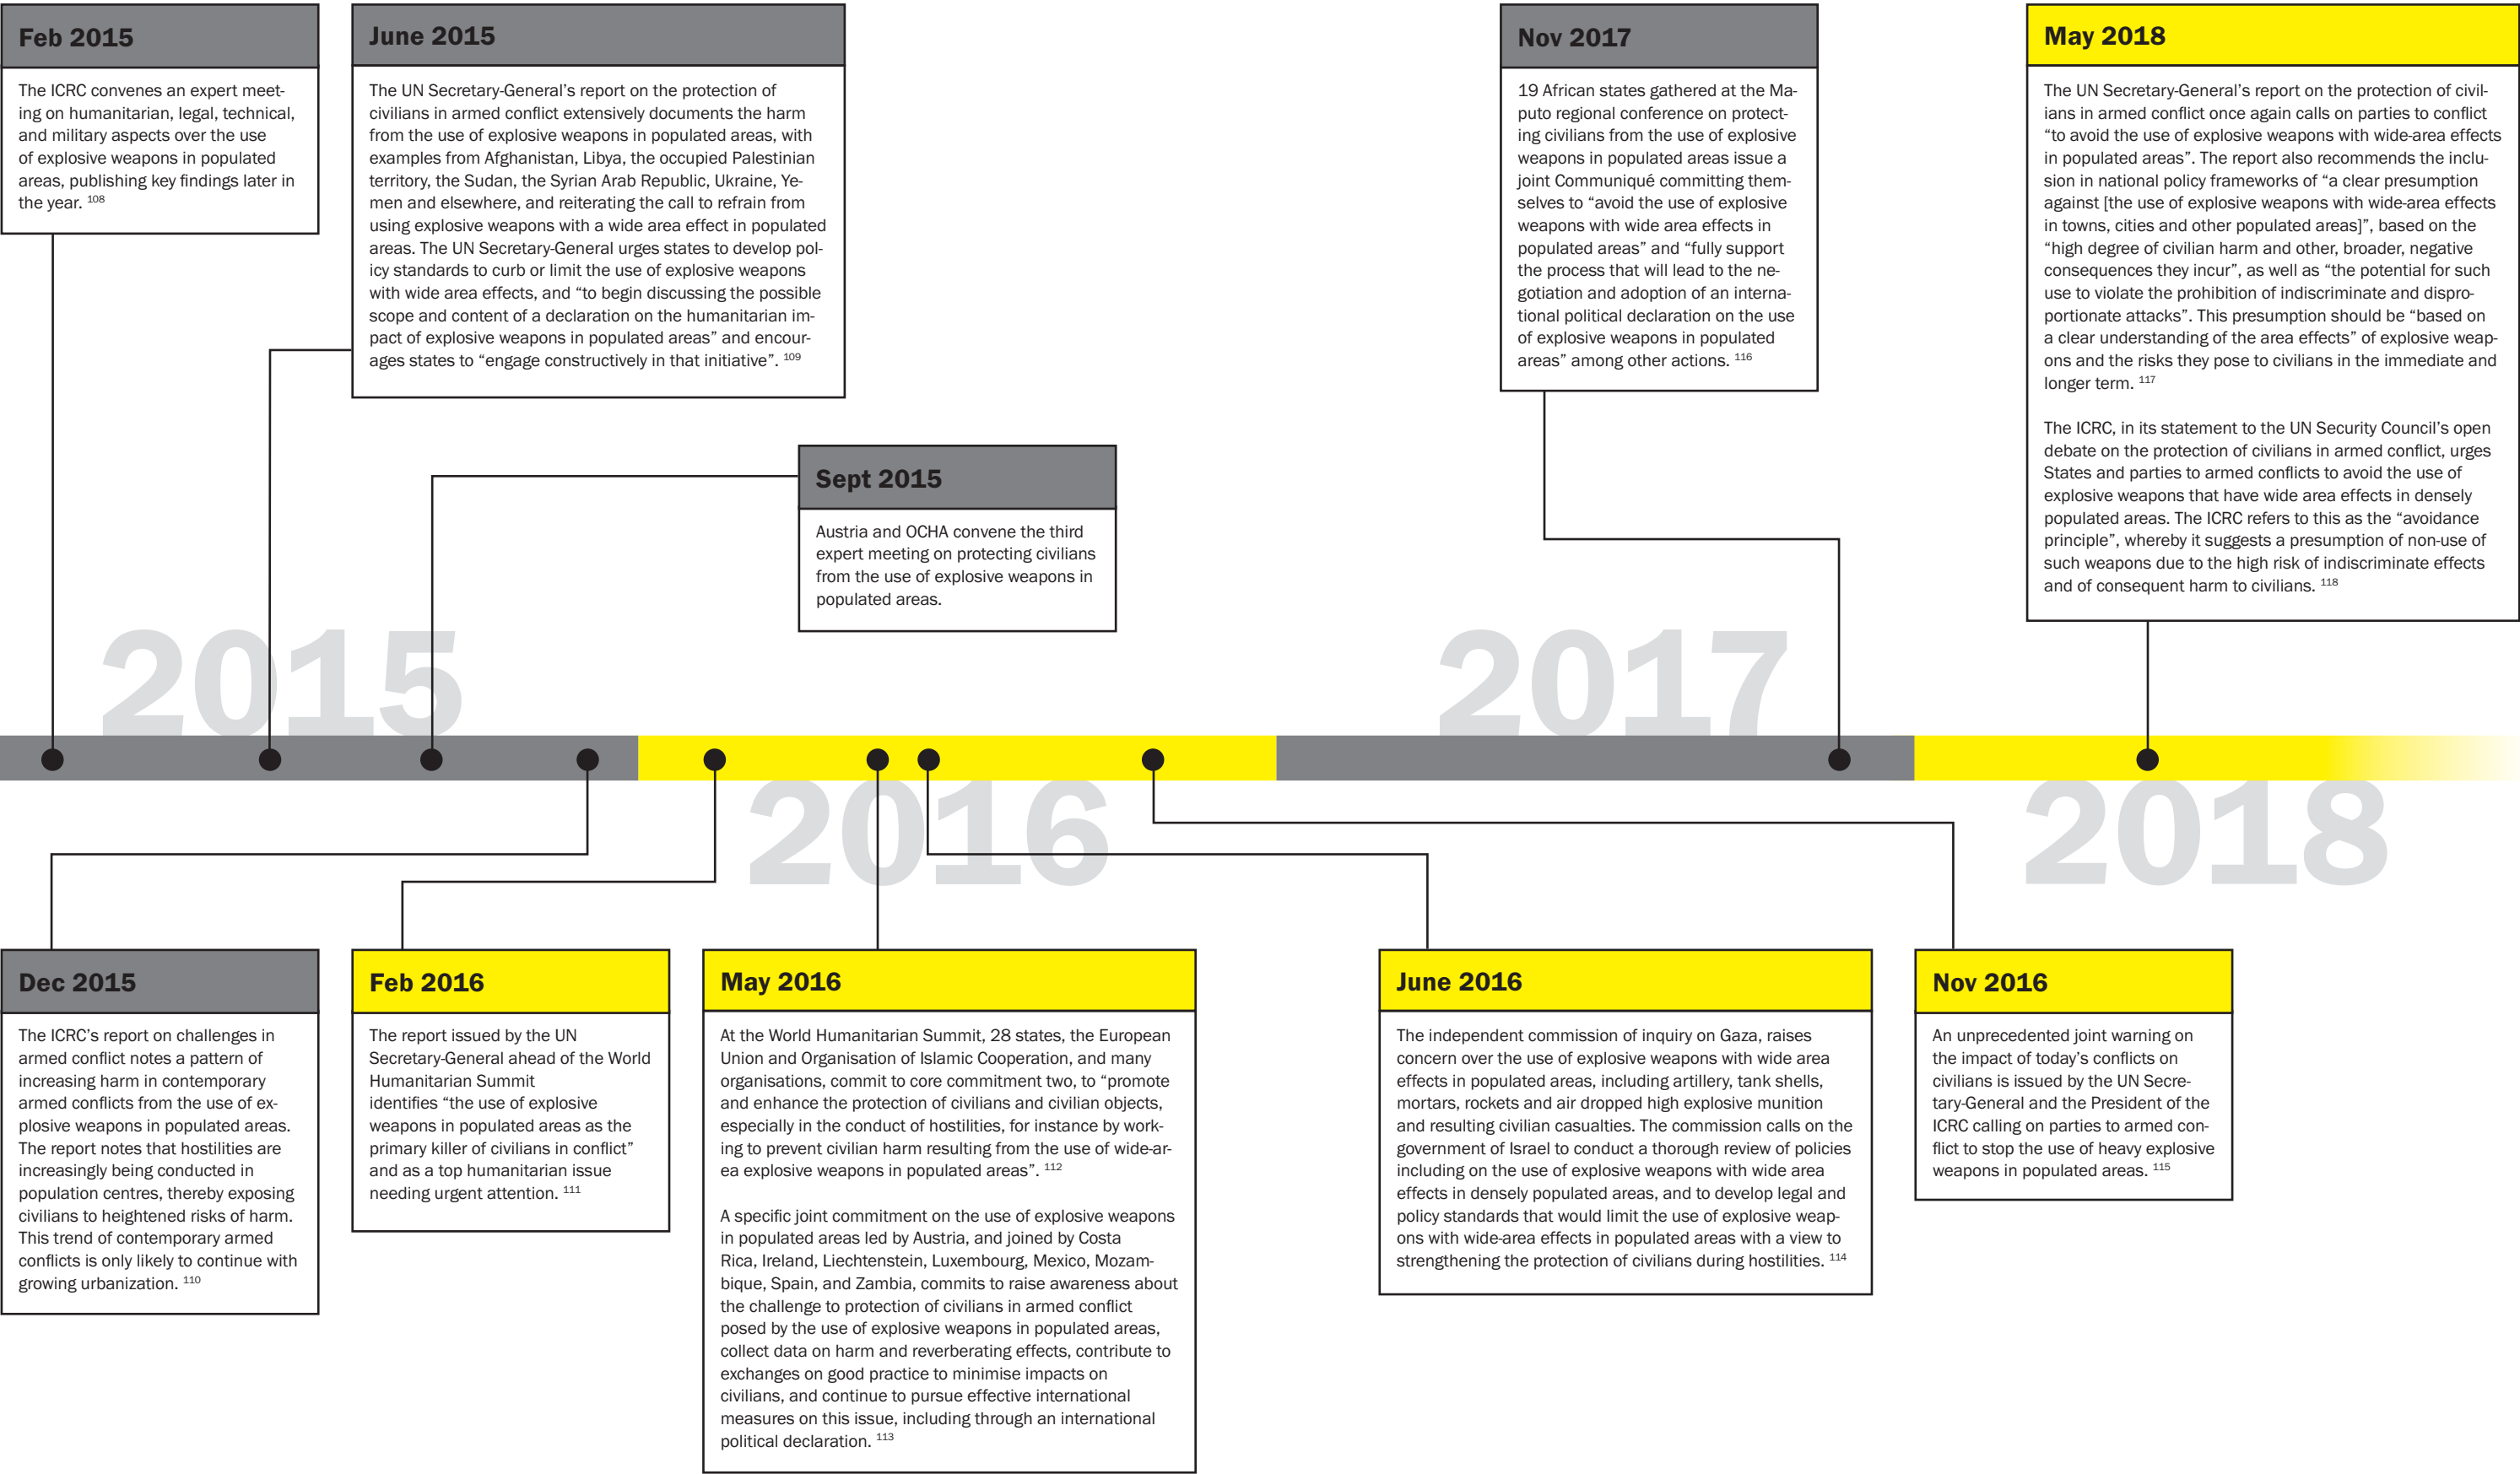 Feb 2015
The ICRC convenes an expert meet-
ing on humanitarian, legal, technical,
and military aspects over the use
of explosive weapons in populated
areas, publishing key findings later in
the year. 108
June 2015
The UN Secretary-General’s report on the protection of
civilians in armed conflict extensively documents the harm
from the use of explosive weapons in populated areas, with
examples from Afghanistan, Libya, the occupied Palestinian
territory, the Sudan, the Syrian Arab Republic, Ukraine, Ye-
men and elsewhere, and reiterating the call to refrain from
using explosive weapons with a wide area effect in populated
areas. The UN Secretary-General urges states to develop pol-
icy standards to curb or limit the use of explosive weapons
with wide area effects, and “to begin discussing the possible
scope and content of a declaration on the humanitarian im-
pact of explosive weapons in populated areas” and encour-
ages states to “engage constructively in that initiative”. 109
Sept 2015
Austria and OCHA convene the third
expert meeting on protecting civilians
from the use of explosive weapons in
populated areas.
Nov 2017
19 African states gathered at the Ma-
puto regional conference on protect-
ing civilians from the use of explosive
weapons in populated areas issue a
joint Communiqué committing them-
selves to “avoid the use of explosive
weapons with wide area effects in
populated areas” and “fully support
the process that will lead to the ne-
gotiation and adoption of an interna-
tional political declaration on the use
of explosive weapons in populated
areas” among other actions. 116
May 2018
The UN Secretary-General’s report on the protection of civil-
ians in armed conflict once again calls on parties to conflict
“to avoid the use of explosive weapons with wide-area effects
in populated areas”. The report also recommends the inclu-
sion in national policy frameworks of “a clear presumption
against [the use of explosive weapons with wide-area effects
in towns, cities and other populated areas]”, based on the
“high degree of civilian harm and other, broader, negative
consequences they incur”, as well as “the potential for such
use to violate the prohibition of indiscriminate and dispro-
portionate attacks”. This presumption should be “based on
a clear understanding of the area effects” of explosive weap-
ons and the risks they pose to civilians in the immediate and
longer term. 117
The ICRC, in its statement to the UN Security Council’s open
debate on the protection of civilians in armed conflict, urges
States and parties to armed conflicts to avoid the use of
explosive weapons that have wide area effects in densely
populated areas. The ICRC refers to this as the “avoidance
principle”, whereby it suggests a presumption of non-use of
such weapons due to the high risk of indiscriminate effects
and of consequent harm to civilians. 118
2015
2017
2016
2018
Dec 2015
The ICRC’s report on challenges in
armed conflict notes a pattern of
increasing harm in contemporary
armed conflicts from the use of ex-
plosive weapons in populated areas.
The report notes that hostilities are
increasingly being conducted in
population centres, thereby exposing
civilians to heightened risks of harm.
This trend of contemporary armed
conflicts is only likely to continue with
growing urbanization. 110
Feb 2016
The report issued by the UN
Secretary-General ahead of the World
Humanitarian Summit
identifies “the use of explosive
weapons in populated areas as the
primary killer of civilians in conflict”
and as a top humanitarian issue
needing urgent attention. 111
May 2016
At the World Humanitarian Summit, 28 states, the European
Union and Organisation of Islamic Cooperation, and many
organisations, commit to core commitment two, to “promote
and enhance the protection of civilians and civilian objects,
especially in the conduct of hostilities, for instance by work-
ing to prevent civilian harm resulting from the use of wide-ar-
ea explosive weapons in populated areas”. 112
A specific joint commitment on the use of explosive weapons
in populated areas led by Austria, and joined by Costa
Rica, Ireland, Liechtenstein, Luxembourg, Mexico, Mozam-
bique, Spain, and Zambia, commits to raise awareness about
the challenge to protection of civilians in armed conflict
posed by the use of explosive weapons in populated areas,
collect data on harm and reverberating effects, contribute to
exchanges on good practice to minimise impacts on
civilians, and continue to pursue effective international
measures on this issue, including through an international
political declaration. 113
June 2016
The independent commission of inquiry on Gaza, raises
concern over the use of explosive weapons with wide area
effects in populated areas, including artillery, tank shells,
mortars, rockets and air dropped high explosive munition
and resulting civilian casualties. The commission calls on the
government of Israel to conduct a thorough review of policies
including on the use of explosive weapons with wide area
effects in densely populated areas, and to develop legal and
policy standards that would limit the use of explosive weap-
ons with wide-area effects in populated areas with a view to
strengthening the protection of civilians during hostilities. 114
Nov 2016
An unprecedented joint warning on
the impact of today’s conflicts on
civilians is issued by the UN Secre-
tary-General and the President of the
ICRC calling on parties to armed con-
flict to stop the use of heavy explosive
weapons in populated areas. 115